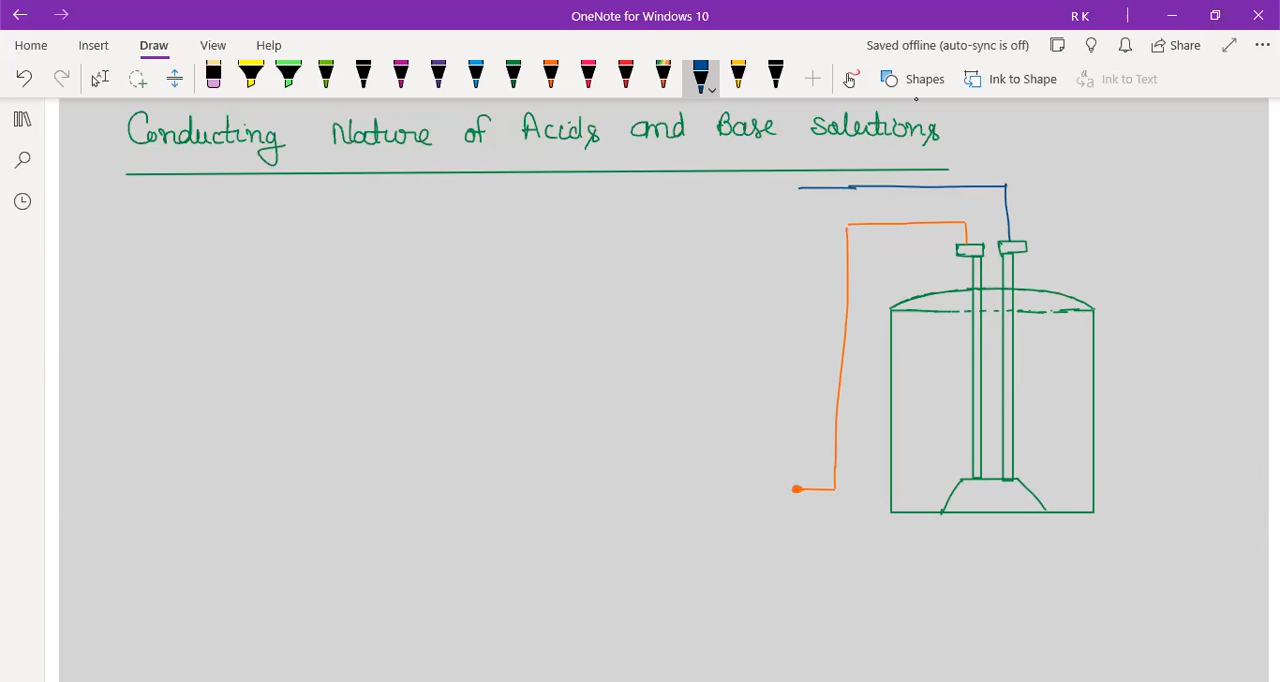 OneNote for Windows 10
R K
Home Insert Draw View Help
Saved offline (auto-sync is off)
Share
Shapes
Ink to Shape
Ink to Text
Conducting Nature of Acids and Base solutions